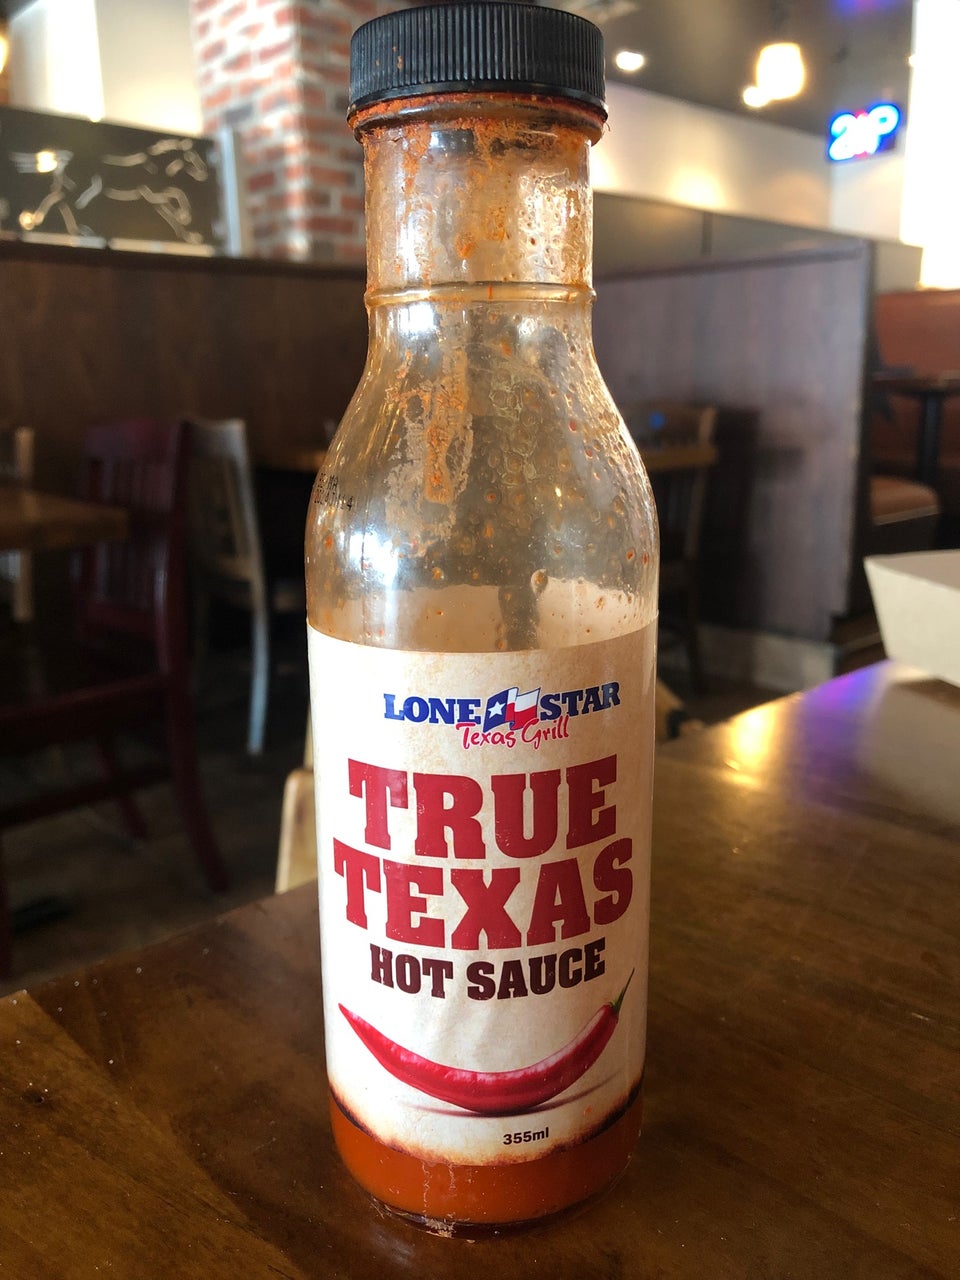 LONE STAR
Texas Grill
TRUE
TEXAS
HOT SAUCE
355ml